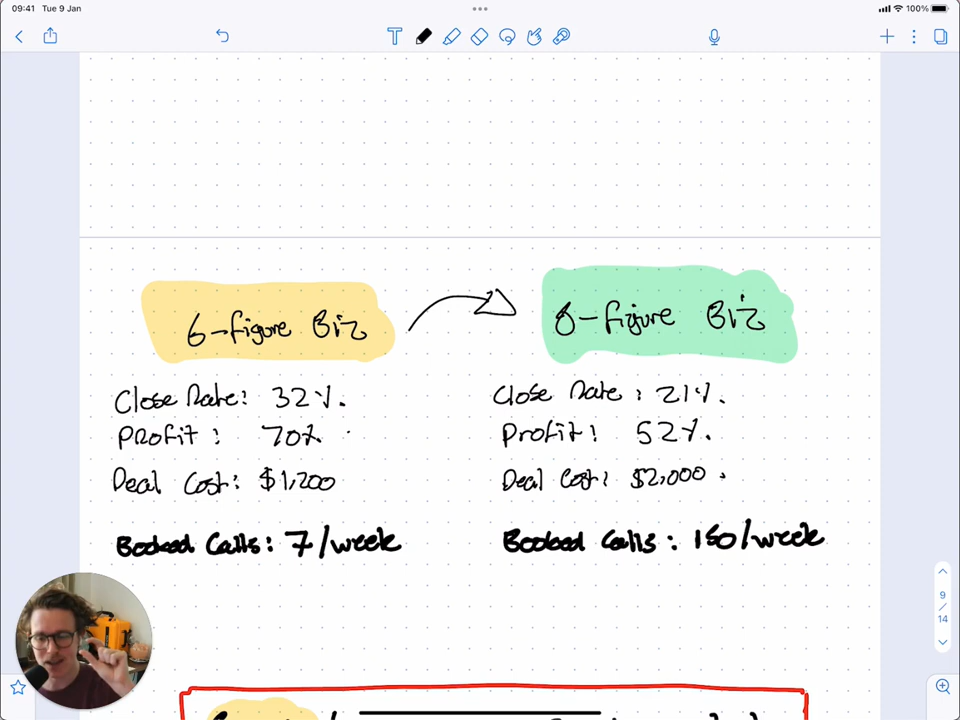 09:41 Tue 9 Jan
100%
6-figure Biz
8-figure Biz
Close Rate: 32%.
Profit: 70%
Deal Cost: $1,200
Booked Calls: 7/week
Close Rate: 21%.
Profit: 52%.
Deal Cost: $2,000
Booked Calls: 150/week
9
/
14